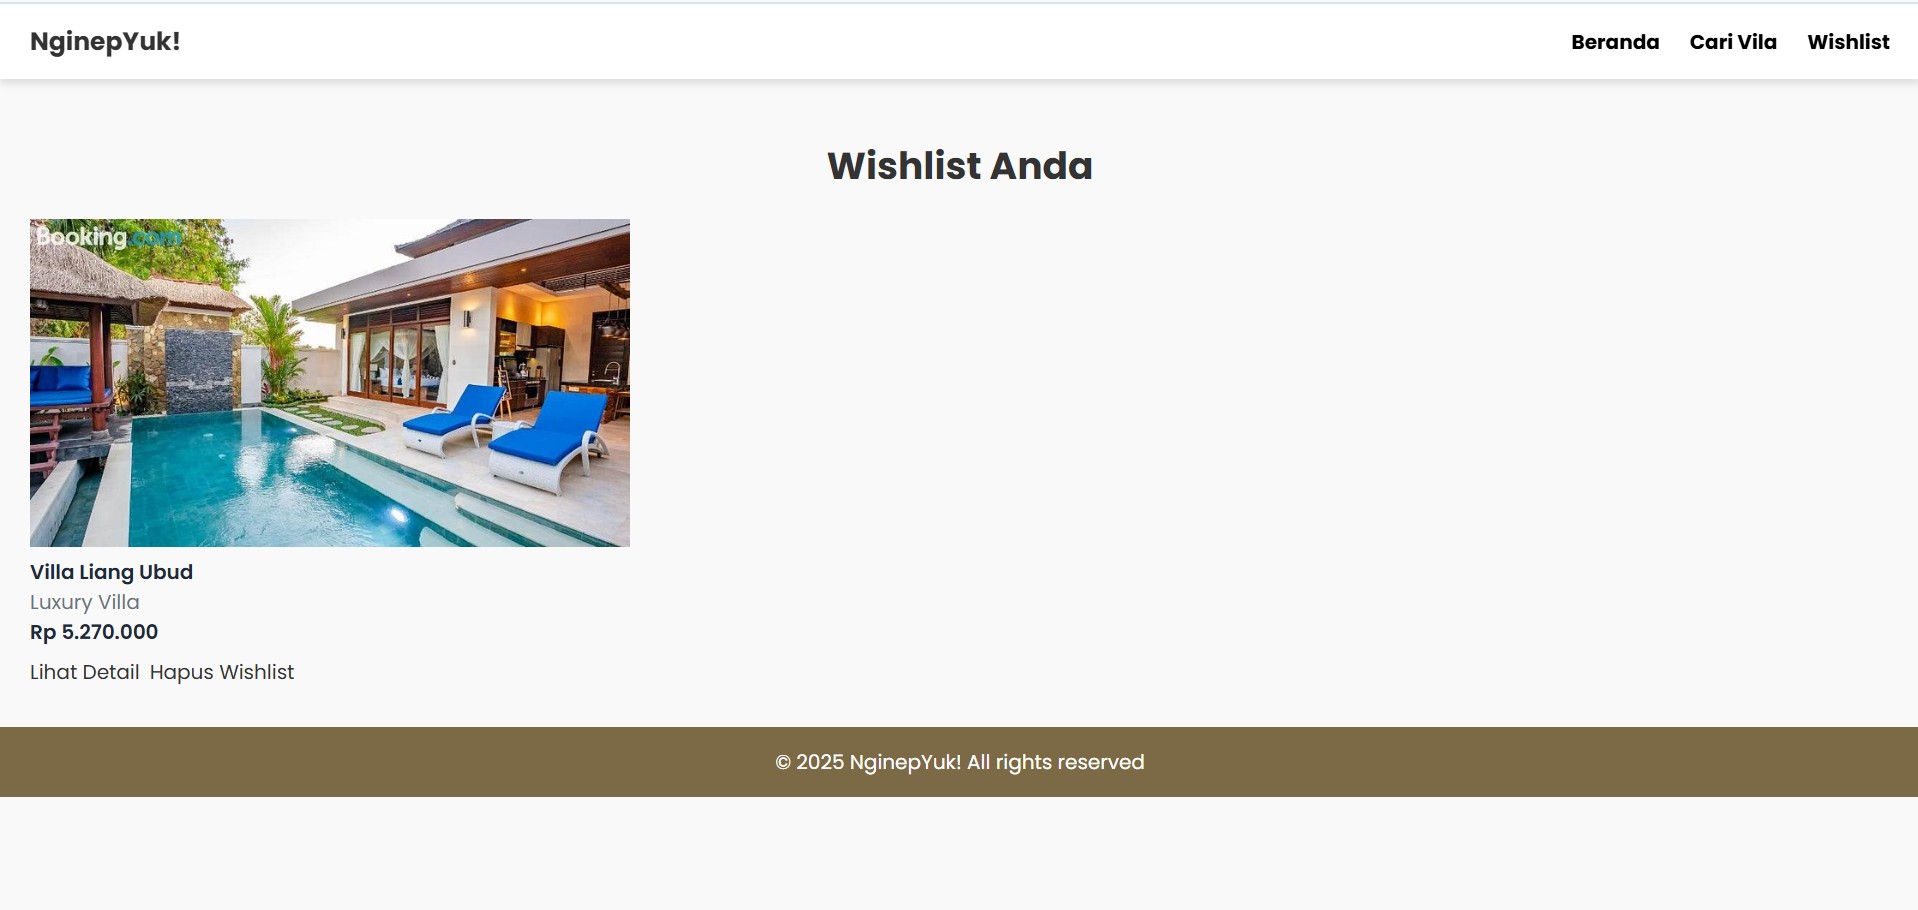 NginepYuk!
Beranda Cari Vila Wishlist
Wishlist Anda
Booking.com
Villa Liang Ubud
Luxury Villa
Rp 5.270.000
Lihat Detail Hapus Wishlist
© 2025 NginepYuk! All rights reserved